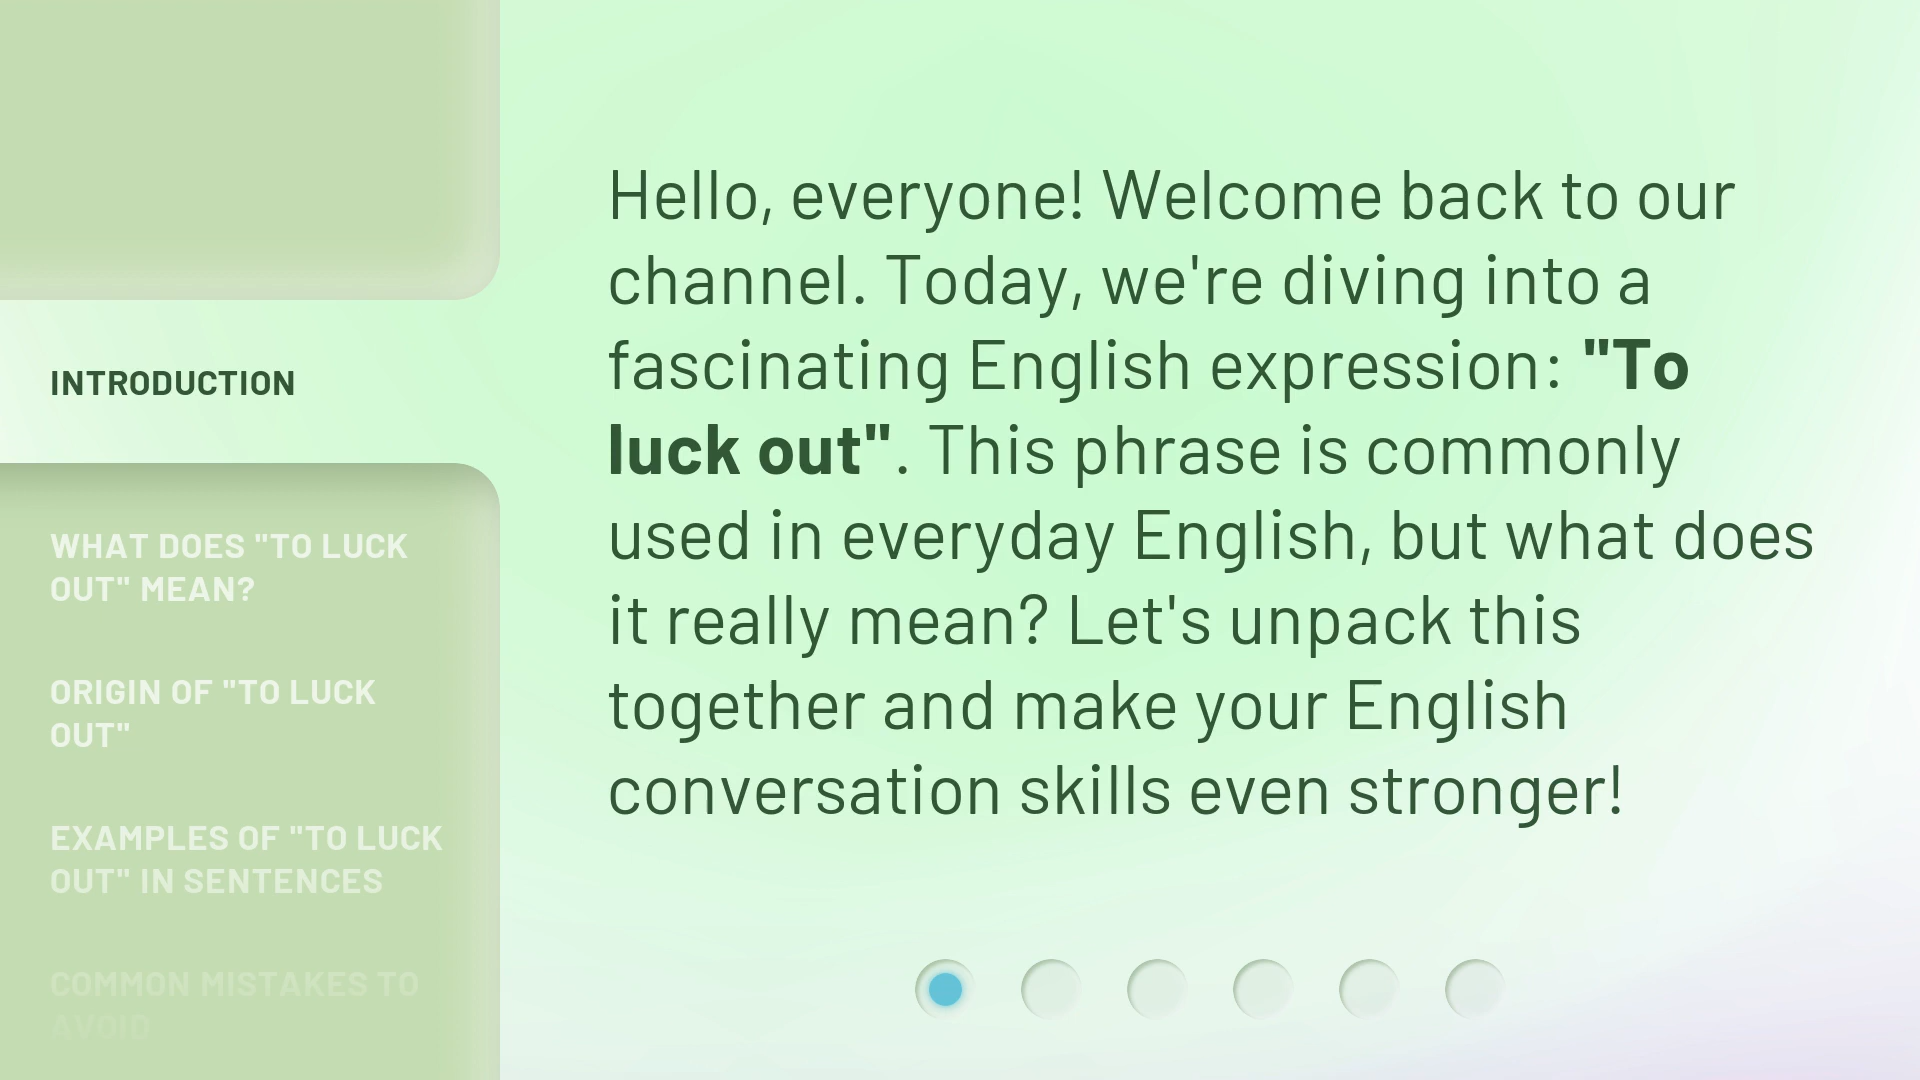 INTRODUCTION
WHAT DOES "TO LUCK
OUT" MEAN?
ORIGIN OF "TO LUCK
OUT"
EXAMPLES OF "TO LUCK
OUT" IN SENTENCES
COMMON MISTAKES TO
AVOID
Hello, everyone! Welcome back to our
channel. Today, we're diving into a
fascinating English expression: "To
luck out". This phrase is commonly
used in everyday English, but what does
it really mean? Let's unpack this
together and make your English
conversation skills even stronger!